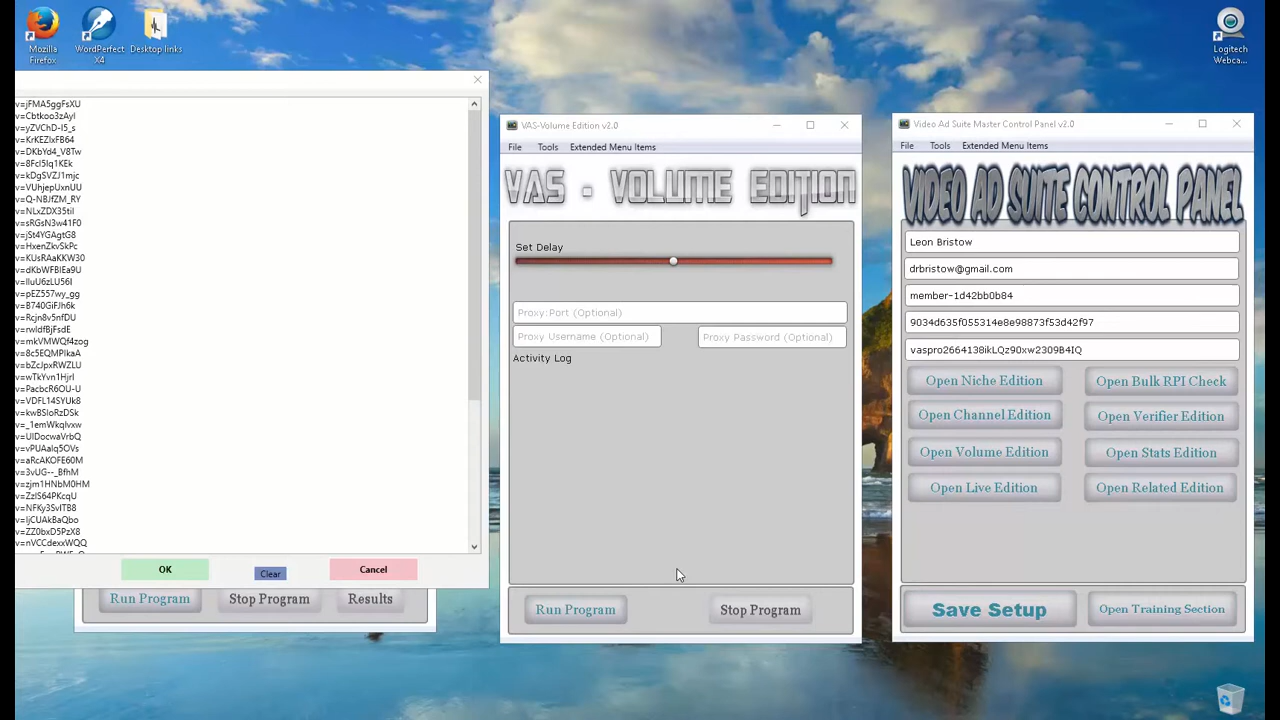 Mozilla
Firefox
WordPerfect
X4
Desktop links
Logitech
Webca...
v=jFMA5ggFsXU
v=Cbtkoo3zAyI
v=yZVChD-I5_s
v=KrKEZlxFB64
v=DKbYd4_V8Tw
v=8FcI5Iq1KEk
v=kDgSVZJ1mjc
v=VUhjepUxnUU
v=Q-NBJfZM_RY
v=NLxZDX35tiI
v=sRGsN3w41F0
v=jSt4YGAgtG8
v=HxenZkvSkPc
v=KUsRAaKKW30
v=dKbWFBIEa9U
v=IIuU6zLU56I
v=pEZ557wy_gg
v=B740GiFJh6k
v=Rcjn8v5nfDU
v=rwldfBjFsdE
v=mkVMWQf4zog
v=8c5EQMPlkaA
v=bZcJpxRWZLU
v=wTkYvn1HjrI
v=PacbcR6OU-U
v=VDFL14SYUk8
v=kwBSloRzDSk
v=_1emWkqlvxw
v=UIDocwaVrbQ
v=vPUAaIq5OVs
v=aRcAKOFE60M
v=3vUG--_BfhM
v=zjm1HNbM0HM
v=ZzIS64PKcqU
v=NFKy3SvITB8
v=IjCUAkBaQbo
v=ZZ0bxD5PzX8
v=nVCCdexxWQQ
OK
Clear
Cancel
Run Program
Stop Program
Results
VAS-Volume Edition v2.0
File
Tools
Extended Menu Items
VAS - VOLUME EDITION
Set Delay
Proxy:Port (Optional)
Proxy Username (Optional)
Proxy Password (Optional)
Activity Log
Run Program
Stop Program
Video Ad Suite Master Control Panel v2.0
File
Tools
Extended Menu Items
VIDEO AD SUITE CONTROL PANEL
Leon Bristow
drbristow@gmail.com
member-1d42bb0b84
9034d635f055314e8e98873f53d42f97
vaspro2664138ikLQz90xw2309B4IQ
Open Niche Edition
Open Bulk RPI Check
Open Channel Edition
Open Verifier Edition
Open Volume Edition
Open Stats Edition
Open Live Edition
Open Related Edition
Save Setup
Open Training Section